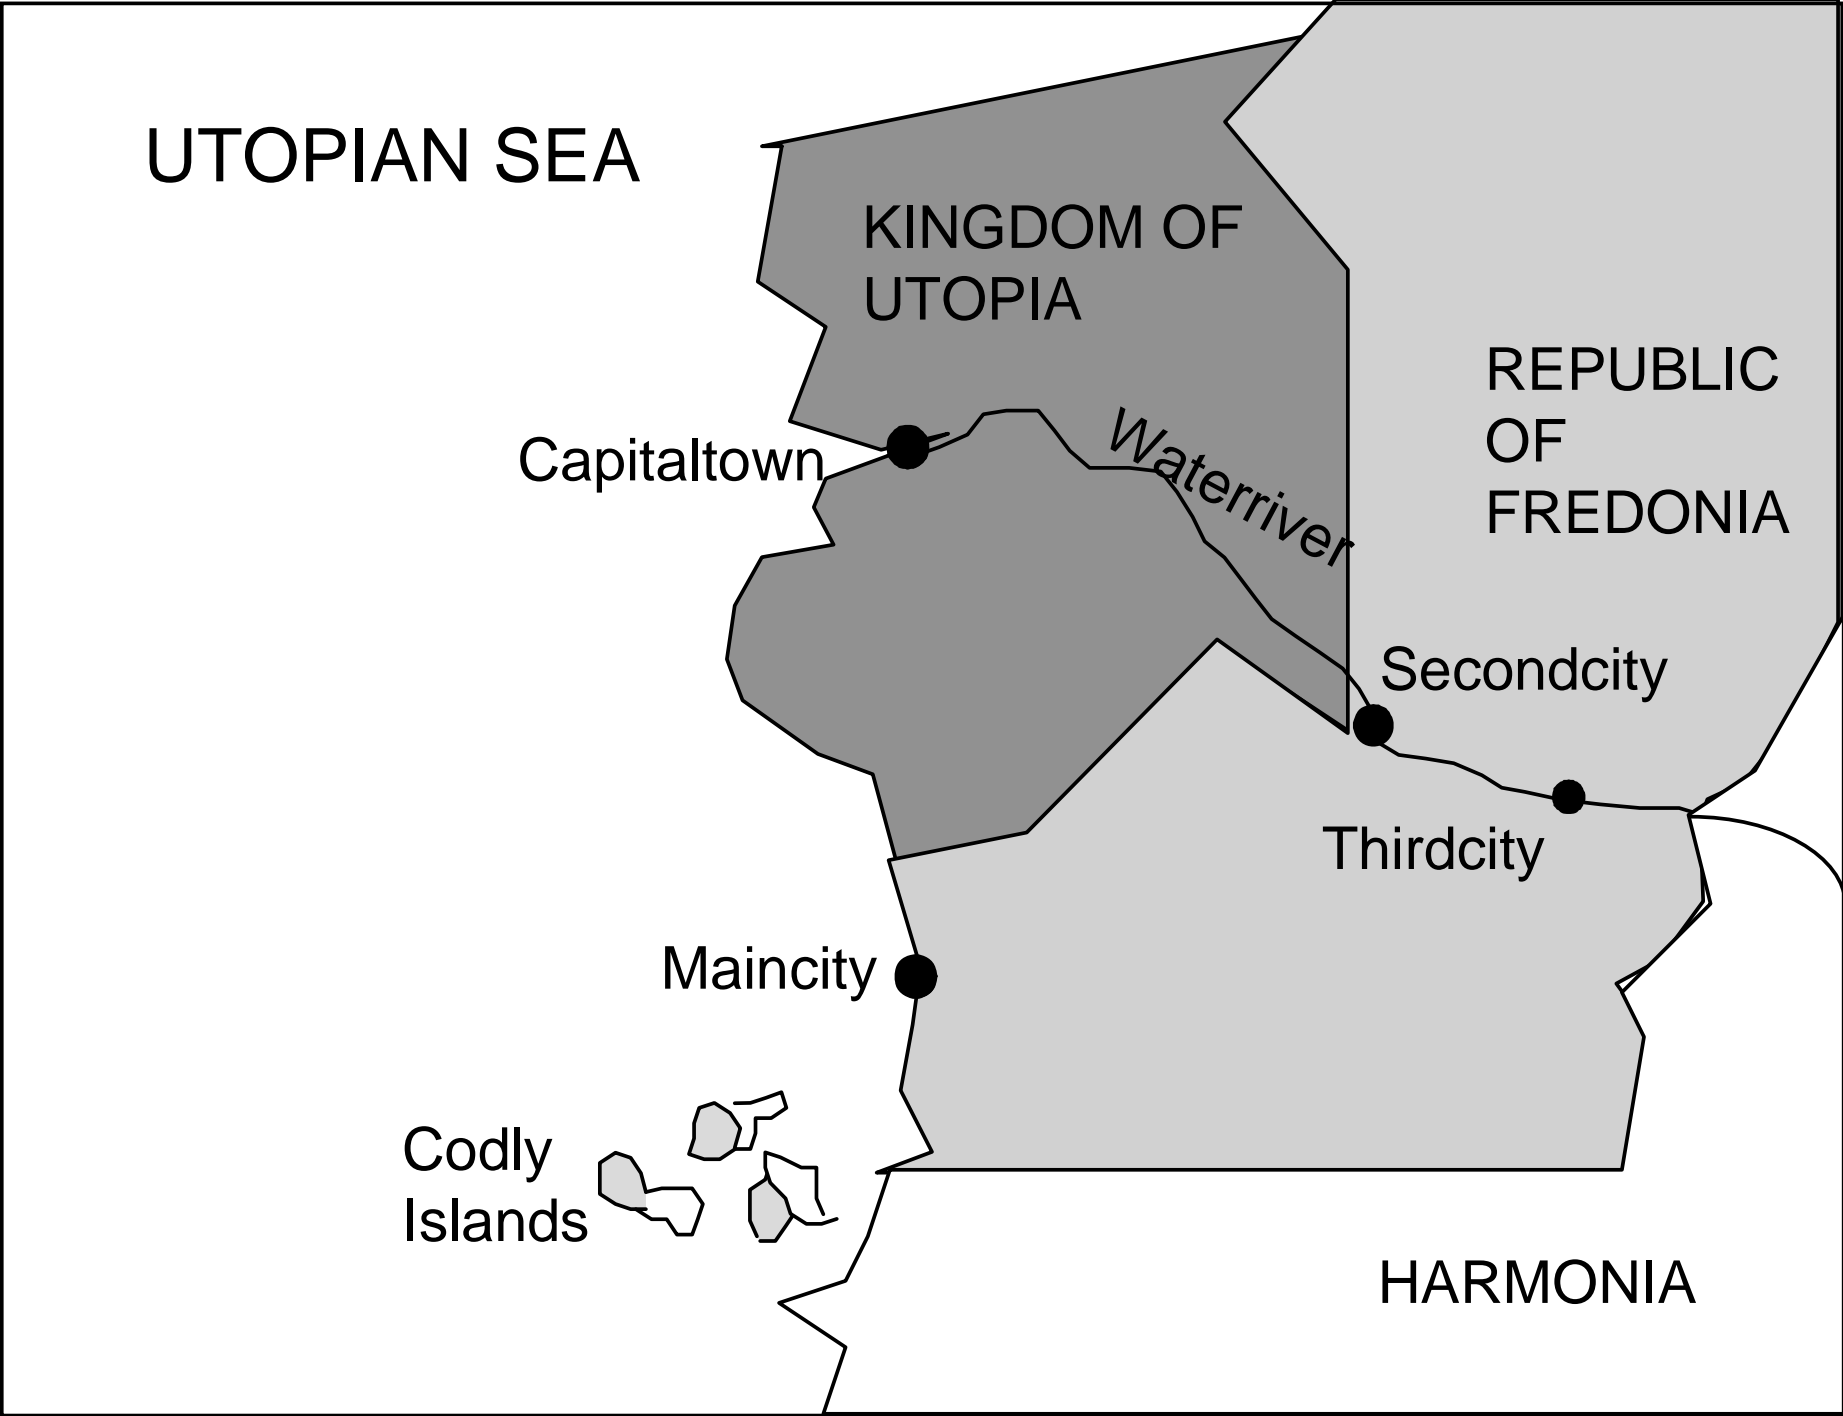 UTOPIAN SEA
KINGDOM OF
UTOPIA
REPUBLIC
OF
FREDONIA
Capitaltown
Waterriver
Secondcity
Thirdcity
Maincity
Codly
Islands
HARMONIA